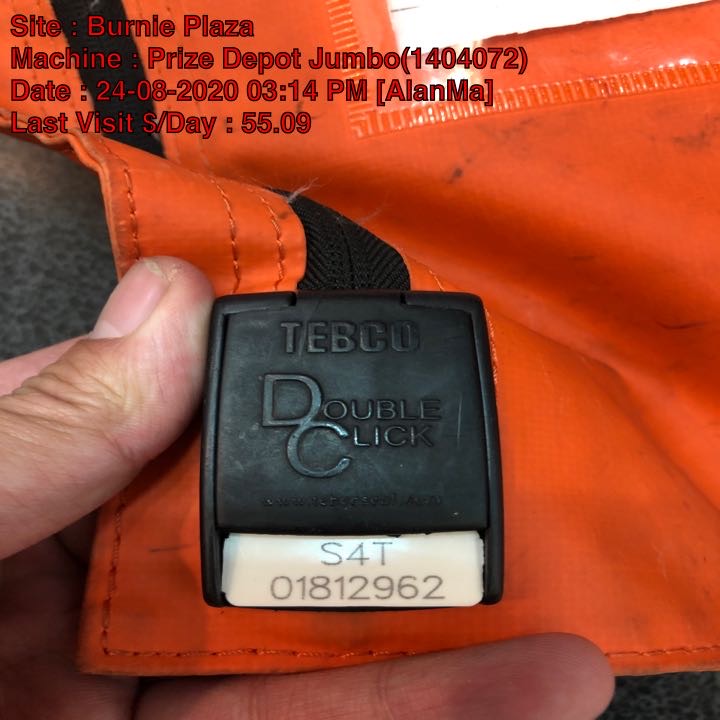 Site : Burnie Plaza
Machine : Prize Depot Jumbo(1404072)
Date : 24-08-2020 03:14 PM [AlanMa]
Last Visit $/Day : 55.09
TEBCO
DOUBLE
CLICK
S4T
01812962